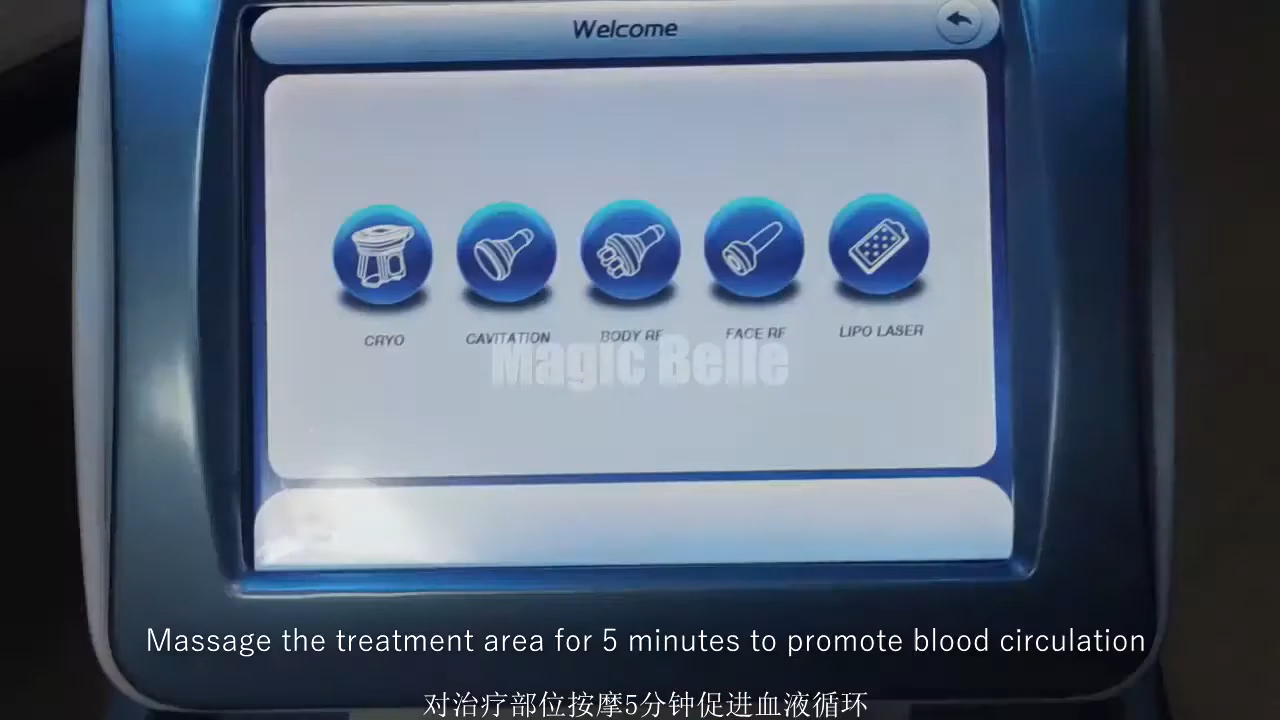 Welcome
CRYO
CAVITATION
BODY RF
FACE RF
LIPO LASER
Magic Belle
Massage the treatment area for 5 minutes to promote blood circulation
对治疗部位按摩5分钟促进血液循环